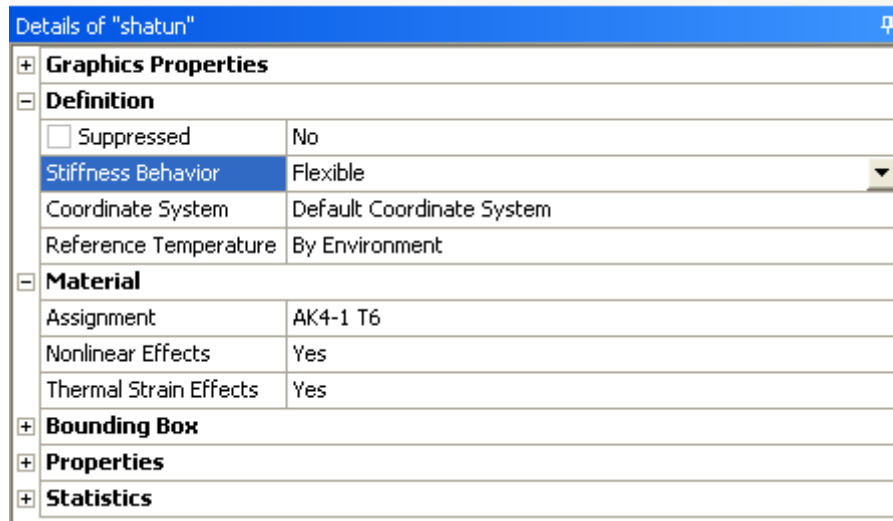 Details of "shatun"
Graphics Properties
Definition
Suppressed No
Stiffness Behavior Flexible
Coordinate System Default Coordinate System
Reference Temperature By Environment
Material
Assignment AK4-1 T6
Nonlinear Effects Yes
Thermal Strain Effects Yes
Bounding Box
Properties
Statistics